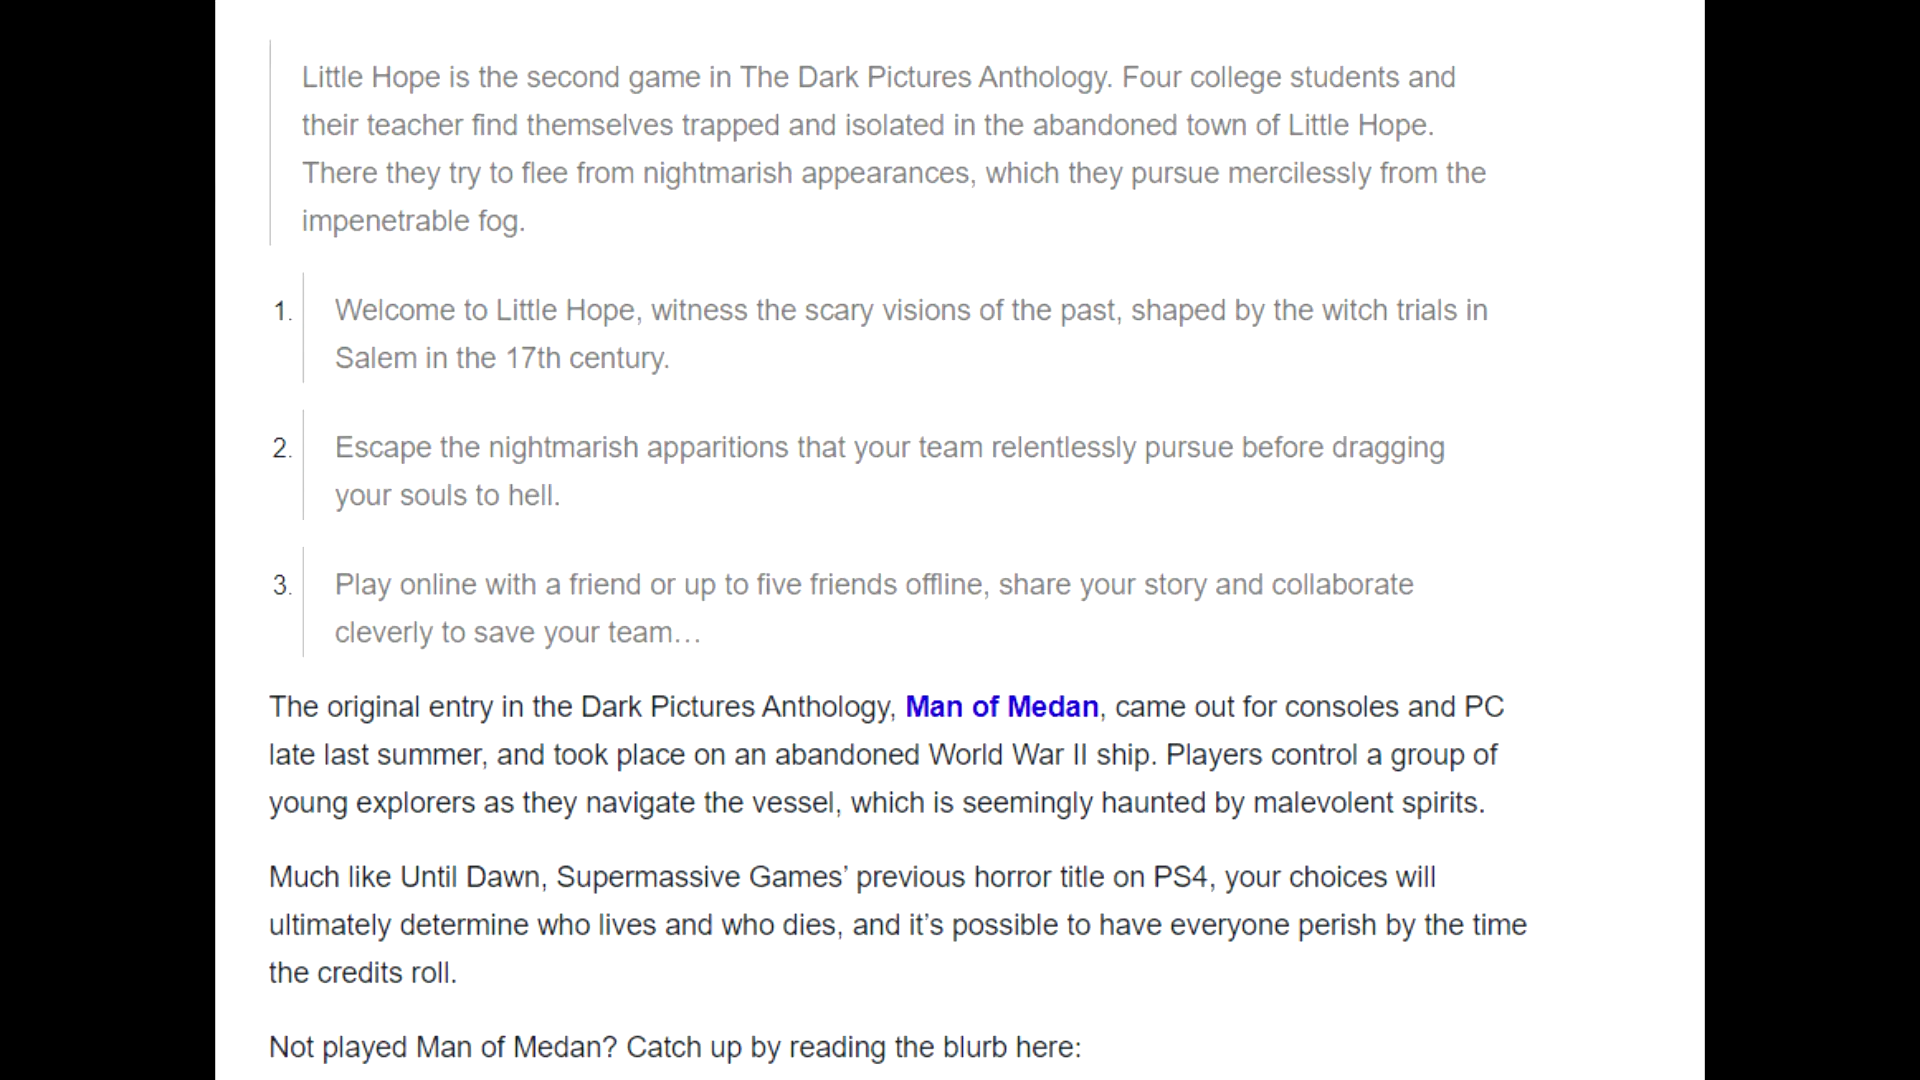 Little Hope is the second game in The Dark Pictures Anthology. Four college students and
their teacher find themselves trapped and isolated in the abandoned town of Little Hope.
There they try to flee from nightmarish appearances, which they pursue mercilessly from the
impenetrable fog.
1. Welcome to Little Hope, witness the scary visions of the past, shaped by the witch trials in
Salem in the 17th century.
2. Escape the nightmarish apparitions that your team relentlessly pursue before dragging
your souls to hell.
3. Play online with a friend or up to five friends offline, share your story and collaborate
cleverly to save your team…
The original entry in the Dark Pictures Anthology, Man of Medan, came out for consoles and PC
late last summer, and took place on an abandoned World War II ship. Players control a group of
young explorers as they navigate the vessel, which is seemingly haunted by malevolent spirits.
Much like Until Dawn, Supermassive Games’ previous horror title on PS4, your choices will
ultimately determine who lives and who dies, and it’s possible to have everyone perish by the time
the credits roll.
Not played Man of Medan? Catch up by reading the blurb here: